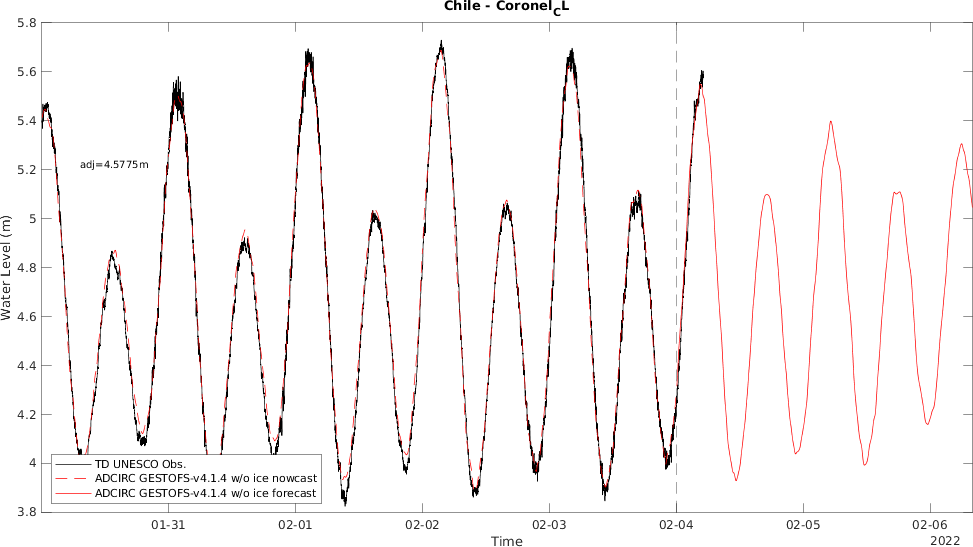 Chile - Coronel_CL
5.8
5.6
5.4
5.2
5
4.8
4.6
4.4
4.2
4
3.8
Water Level (m)
adj=4.5775m
TD UNESCO Obs.
ADCIRC GESTOFS-v4.1.4 w/o ice nowcast
ADCIRC GESTOFS-v4.1.4 w/o ice forecast
01-31 02-01 02-02 02-03 02-04 02-05 02-06
Time
2022